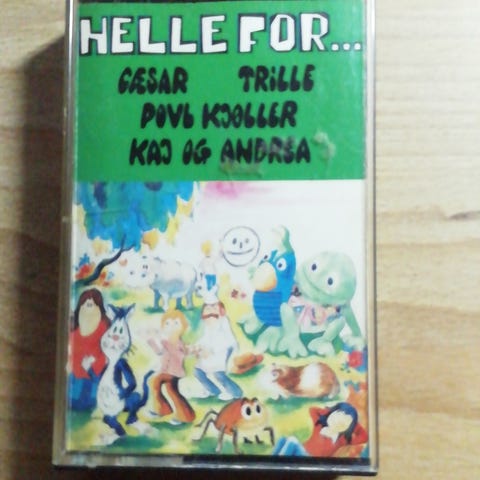 HELLE FOR...
CÆSAR TRILLE
POVL KJØLLER
KAJ OG ANDREA